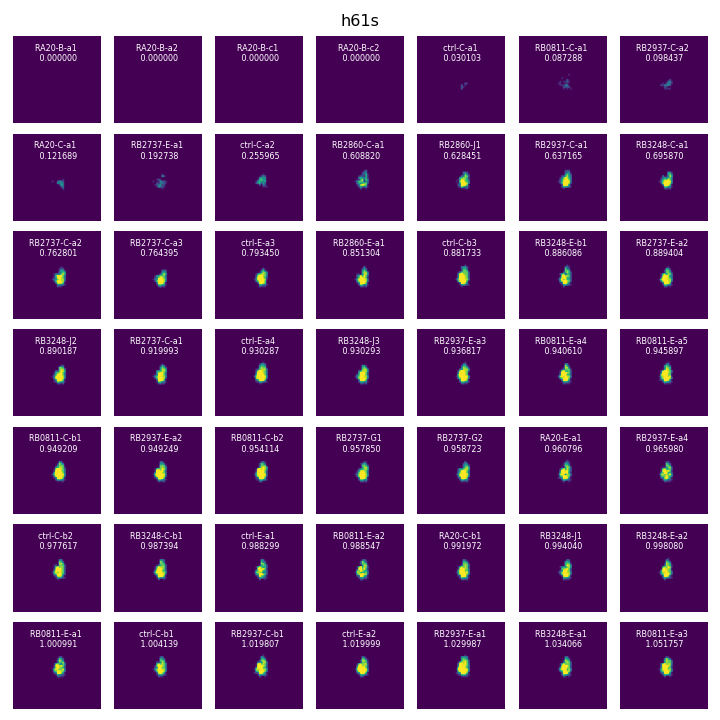 h61s
RA20-B-a1
0.000000
RA20-B-a2
0.000000
RA20-B-c1
0.000000
RA20-B-c2
0.000000
ctrl-C-a1
0.030103
RB0811-C-a1
0.087288
RB2937-C-a2
0.098437
RA20-C-a1
0.121689
RB2737-E-a1
0.192738
ctrl-C-a2
0.255965
RB2860-C-a1
0.608820
RB2860-J1
0.628451
RB2937-C-a1
0.637165
RB3248-C-a1
0.695870
RB2737-C-a2
0.762801
RB2737-C-a3
0.764395
ctrl-E-a3
0.793450
RB2860-E-a1
0.851304
ctrl-C-b3
0.881733
RB3248-E-b1
0.886086
RB2737-E-a2
0.889404
RB3248-J2
0.890187
RB2737-C-a1
0.919993
ctrl-E-a4
0.930287
RB3248-J3
0.930293
RB2937-E-a3
0.936817
RB0811-E-a4
0.940610
RB0811-E-a5
0.945897
RB0811-C-b1
0.949209
RB2937-E-a2
0.949249
RB0811-C-b2
0.954114
RB2737-G1
0.957850
RB2737-G2
0.958723
RA20-E-a1
0.960796
RB2937-E-a4
0.965980
ctrl-C-b2
0.977617
RB3248-C-b1
0.987394
ctrl-E-a1
0.988299
RB0811-E-a2
0.988547
RA20-C-b1
0.991972
RB3248-J1
0.994040
RB3248-E-a2
0.998080
RB0811-E-a1
1.000991
ctrl-C-b1
1.004139
RB2937-C-b1
1.019807
ctrl-E-a2
1.019999
RB2937-E-a1
1.029987
RB3248-E-a1
1.034066
RB0811-E-a3
1.051757